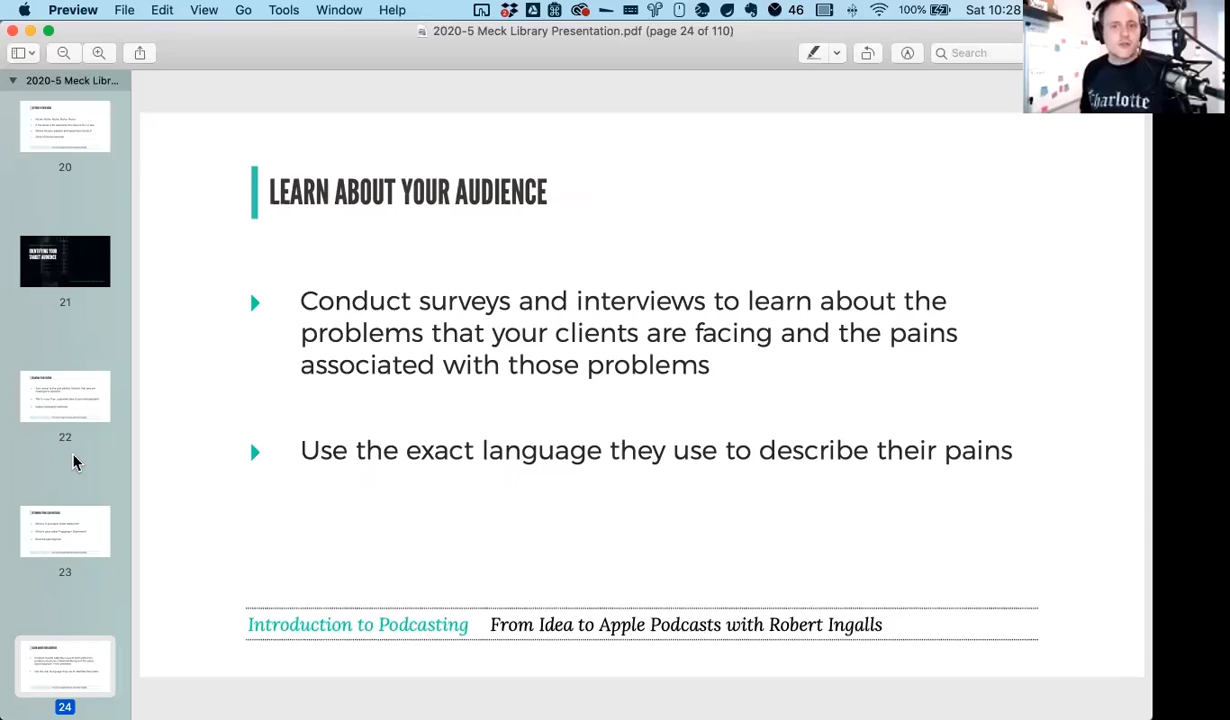 Preview File Edit View Go Tools Window Help 46 100% Sat 10:28
2020-5 Meck Library Presentation.pdf (page 24 of 110)
Search
2020-5 Meck Libr...
20
21
22
23
24
LEARN ABOUT YOUR AUDIENCE
Conduct surveys and interviews to learn about the
problems that your clients are facing and the pains
associated with those problems
Use the exact language they use to describe their pains
Introduction to Podcasting From Idea to Apple Podcasts with Robert Ingalls
Charlotte